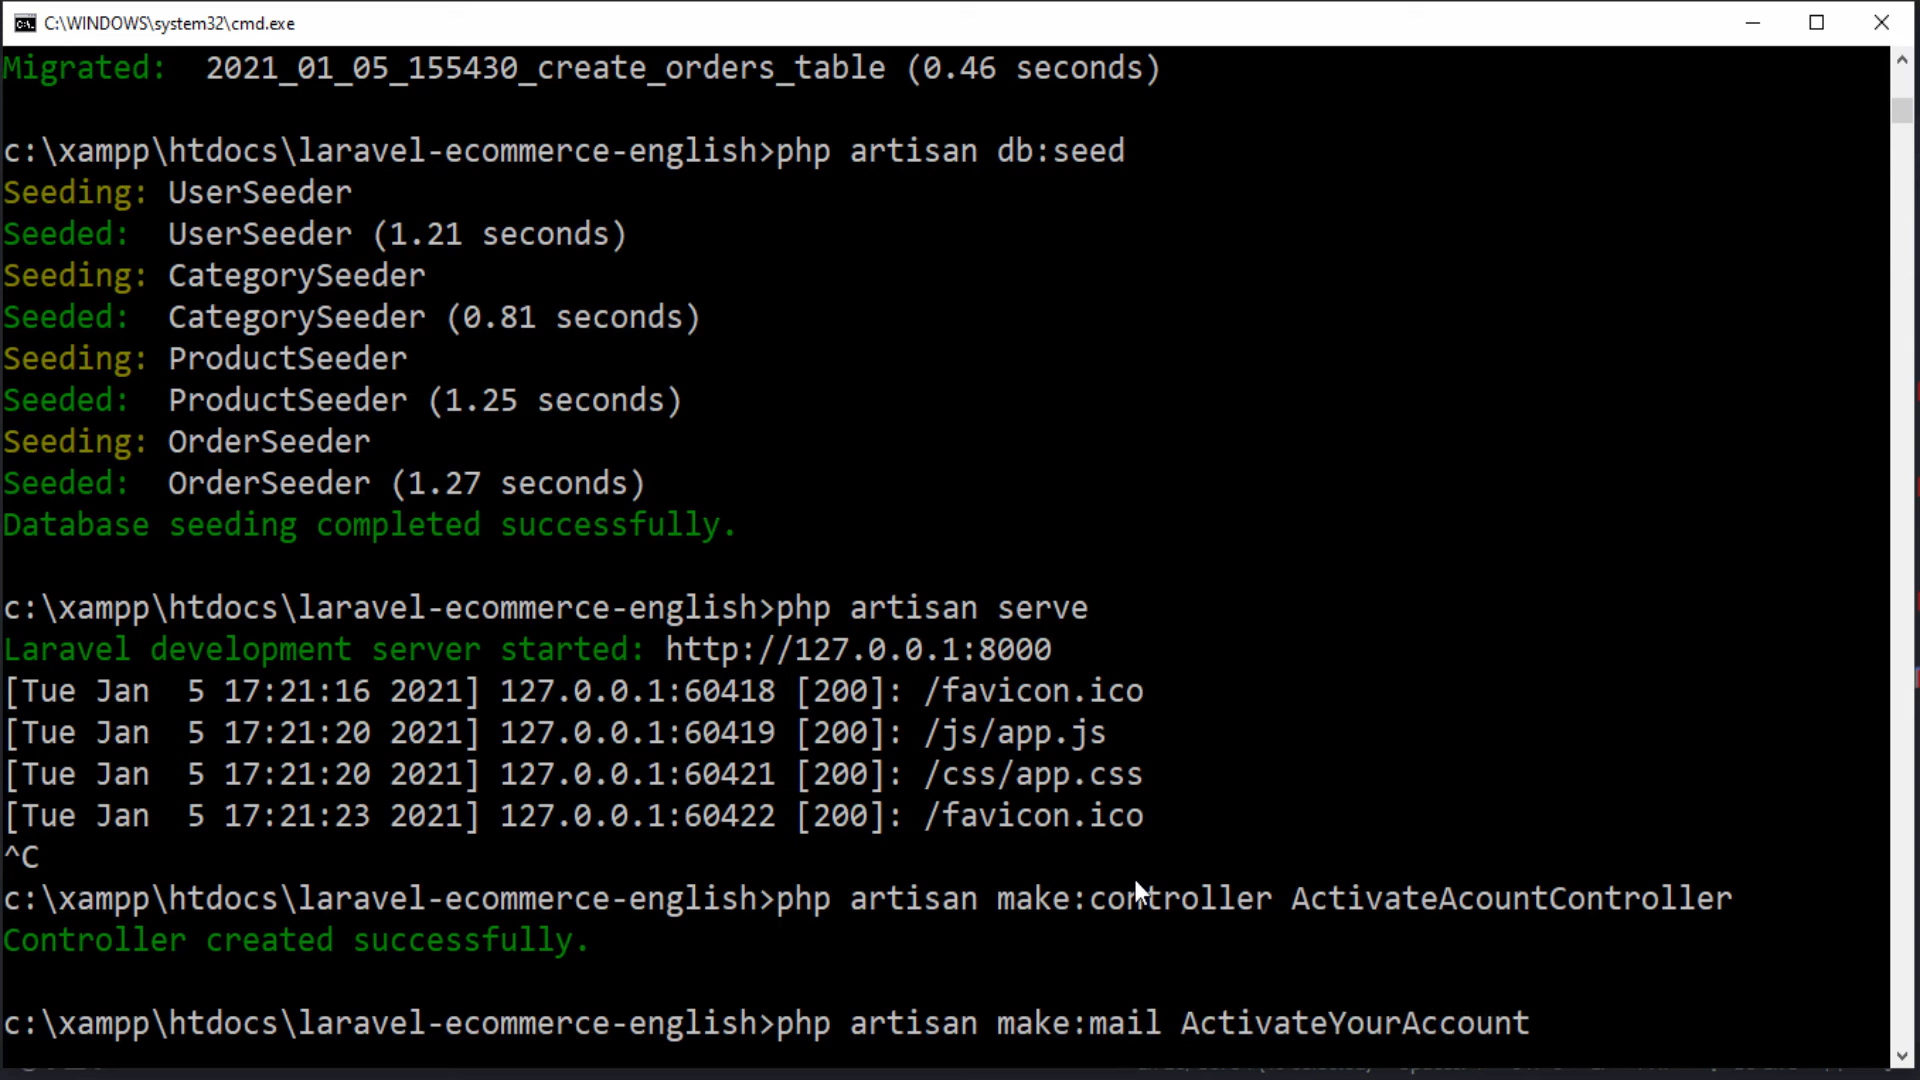 C:\WINDOWS\system32\cmd.exe
Migrated:  2021_01_05_155430_create_orders_table (0.46 seconds)
c:\xampp\htdocs\laravel-ecommerce-english>php artisan db:seed
Seeding: UserSeeder
Seeded:  UserSeeder (1.21 seconds)
Seeding: CategorySeeder
Seeded:  CategorySeeder (0.81 seconds)
Seeding: ProductSeeder
Seeded:  ProductSeeder (1.25 seconds)
Seeding: OrderSeeder
Seeded:  OrderSeeder (1.27 seconds)
Database seeding completed successfully.
c:\xampp\htdocs\laravel-ecommerce-english>php artisan serve
Laravel development server started: http://127.0.0.1:8000
[Tue Jan  5 17:21:16 2021] 127.0.0.1:60418 [200]: /favicon.ico
[Tue Jan  5 17:21:20 2021] 127.0.0.1:60419 [200]: /js/app.js
[Tue Jan  5 17:21:20 2021] 127.0.0.1:60421 [200]: /css/app.css
[Tue Jan  5 17:21:23 2021] 127.0.0.1:60422 [200]: /favicon.ico
^C
c:\xampp\htdocs\laravel-ecommerce-english>php artisan make:controller ActivateAcountController
Controller created successfully.
c:\xampp\htdocs\laravel-ecommerce-english>php artisan make:mail ActivateYourAccount